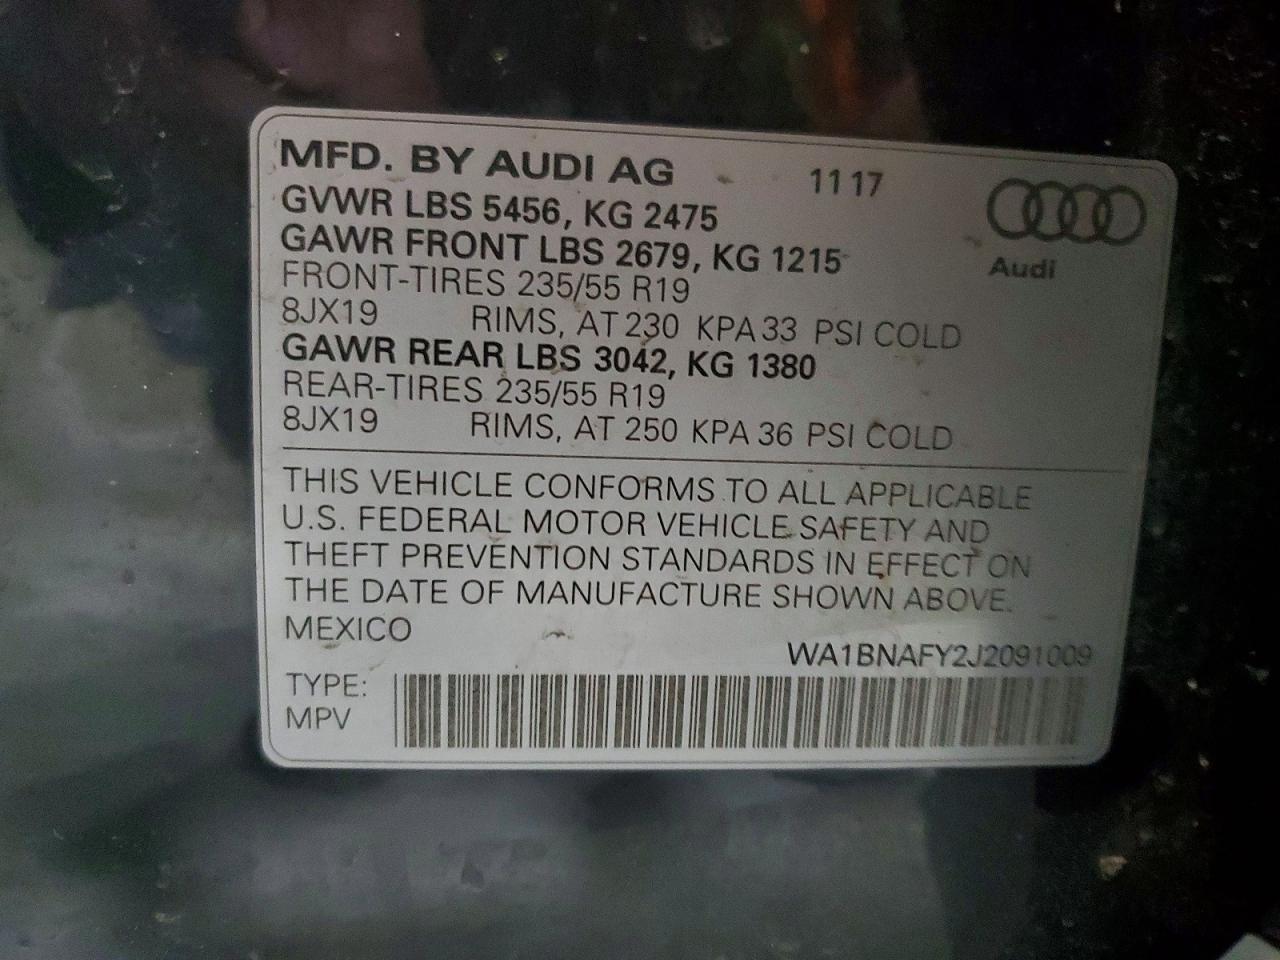 MFD. BY AUDI AG 11 17
GVWR LBS 5456, KG 2475
GAWR FRONT LBS 2679, KG 1215
Audi
FRONT-TIRES 235/55 R19
8JX19 RIMS, AT 230 KPA 33 PSI COLD
GAWR REAR LBS 3042, KG 1380
REAR-TIRES 235/55 R19
8JX19 RIMS, AT 250 KPA 36 PSI COLD
THIS VEHICLE CONFORMS TO ALL APPLICABLE
U.S. FEDERAL MOTOR VEHICLE SAFETY AND
THEFT PREVENTION STANDARDS IN EFFECT ON
THE DATE OF MANUFACTURE SHOWN ABOVE.
MEXICO
WA1BNAFY2J2091009
TYPE:
MPV